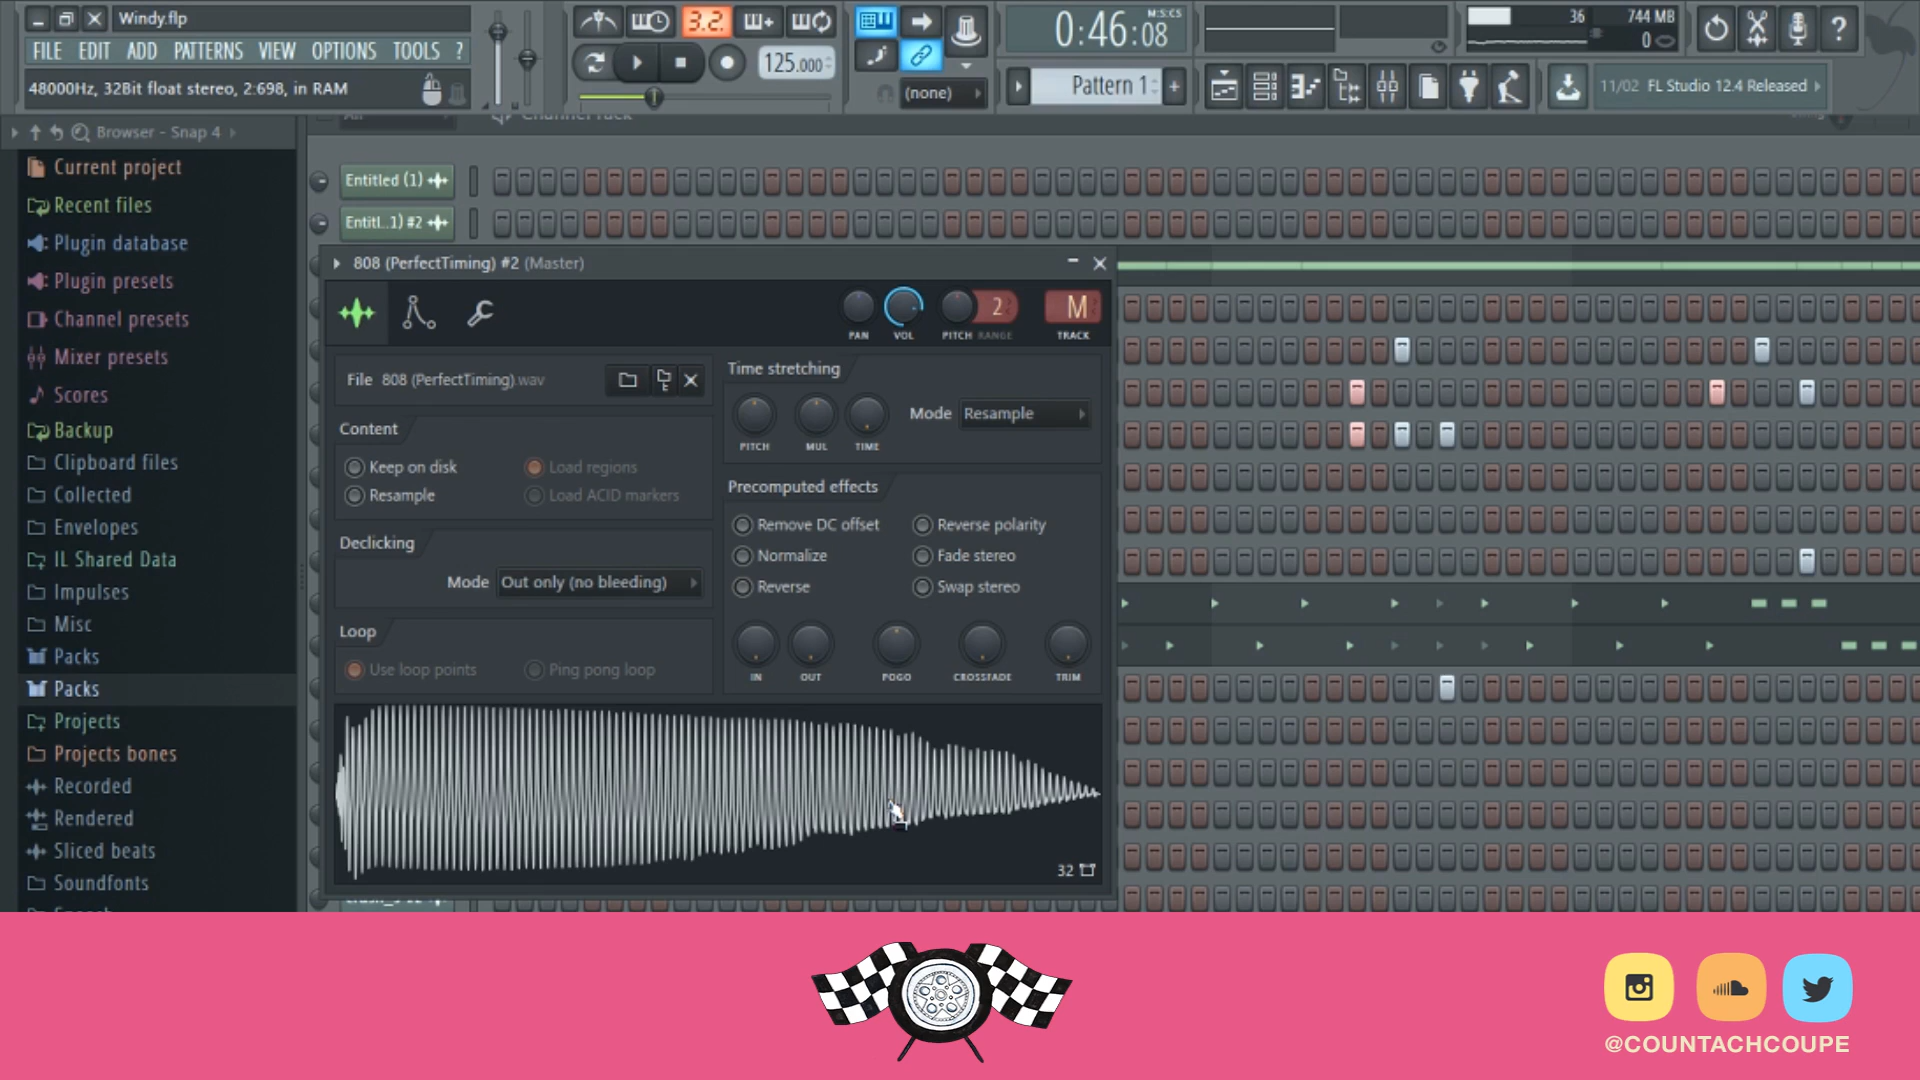 Windy.flp
FILE EDIT ADD PATTERNS VIEW OPTIONS TOOLS ?
48000Hz, 32Bit float stereo, 2:698, in RAM
3.2.
125.000
(none)
0:46:08
M:S:CS
Pattern 1
36
744 MB
0
11/02 FL Studio 12.4 Released
Browser - Snap 4
Current project
Recent files
Plugin database
Plugin presets
Channel presets
Mixer presets
Scores
Backup
Clipboard files
Collected
Envelopes
IL Shared Data
Impulses
Misc
Packs
Packs
Projects
Projects bones
Recorded
Rendered
Sliced beats
Soundfonts
Entitled (1)
Entitl..1) #2
808 (PerfectTiming) #2 (Master)
PAN
VOL
PITCH RANGE
2
M
TRACK
File 808 (PerfectTiming).wav
Content
Keep on disk
Load regions
Resample
Load ACID markers
Declicking
Mode Out only (no bleeding)
Loop
Use loop points
Ping pong loop
Time stretching
PITCH
MUL
TIME
Mode Resample
Precomputed effects
Remove DC offset
Reverse polarity
Normalize
Fade stereo
Reverse
Swap stereo
IN
OUT
POGO
CROSSFADE
TRIM
32
@COUNTACHCOUPE